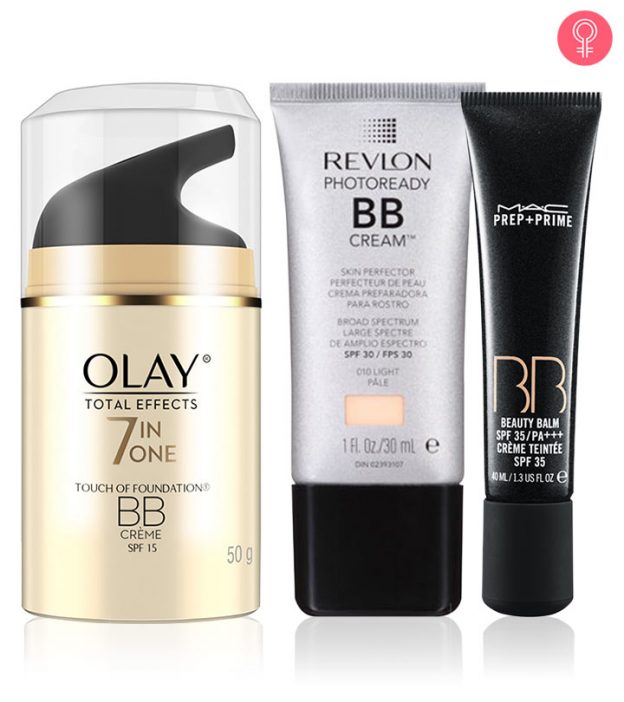 OLAY®
TOTAL EFFECTS
7 IN ONE
TOUCH OF FOUNDATION®
BB
CRÈME
SPF 15
50 g
REVLON
PHOTOREADY
BB
CREAM™
SKIN PERFECTOR
PERFECTEUR DE PEAU
CREMA PREPARADORA
PARA ROSTRO
BROAD SPECTRUM
LARGE SPECTRE
DE AMPLIO ESPECTRO
SPF 30 / FPS 30
010 LIGHT
PÂLE
1 Fl. Oz./30 mL e
DIN 02393107
MAC
PREP+PRIME
BB
BEAUTY BALM
SPF 35/PA+++
CRÈME TEINTÉE
SPF 35
40 ML/1.3 US FL OZ e